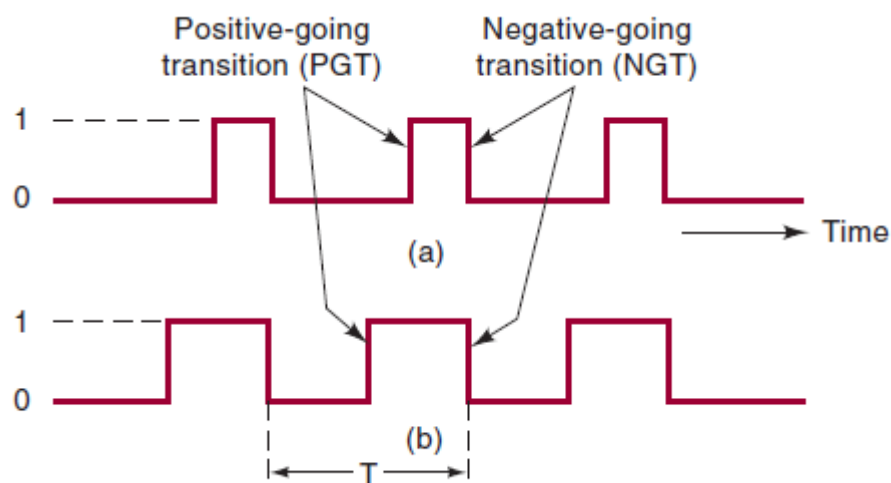 Positive-going
transition (PGT)
Negative-going
transition (NGT)
1
0
Time
(a)
1
0
(b)
T